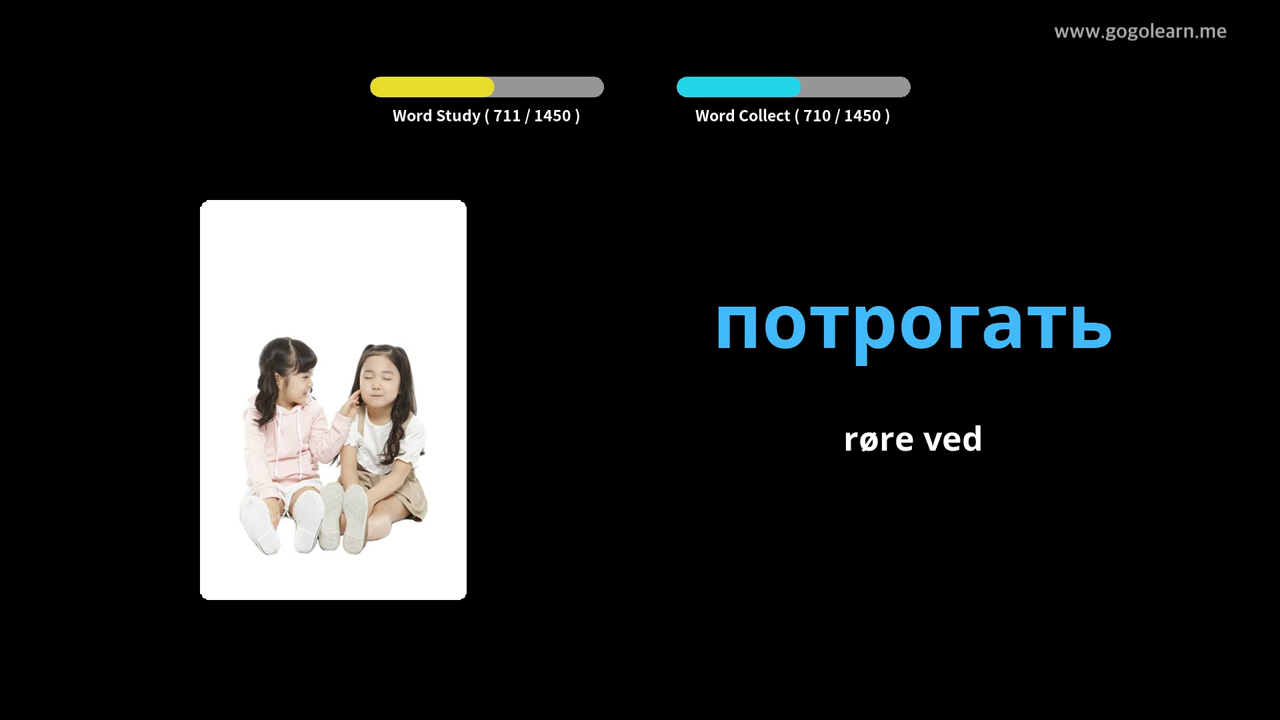 www.gogolearn.me
Word Study ( 711 / 1450 )
Word Collect ( 710 / 1450 )
потрогать
røre ved